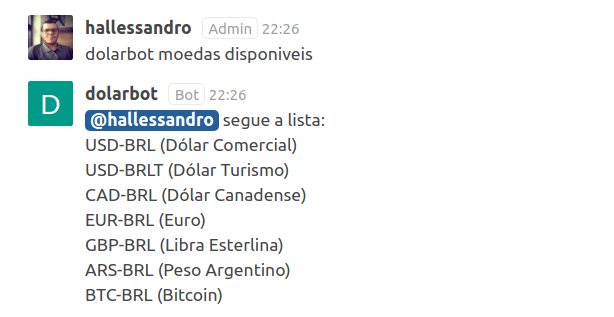 hallessandro Admin 22:26
dolarbot moedas disponiveis
D
dolarbot Bot 22:26
@hallessandro segue a lista:
USD-BRL (Dólar Comercial)
USD-BRLT (Dólar Turismo)
CAD-BRL (Dólar Canadense)
EUR-BRL (Euro)
GBP-BRL (Libra Esterlina)
ARS-BRL (Peso Argentino)
BTC-BRL (Bitcoin)